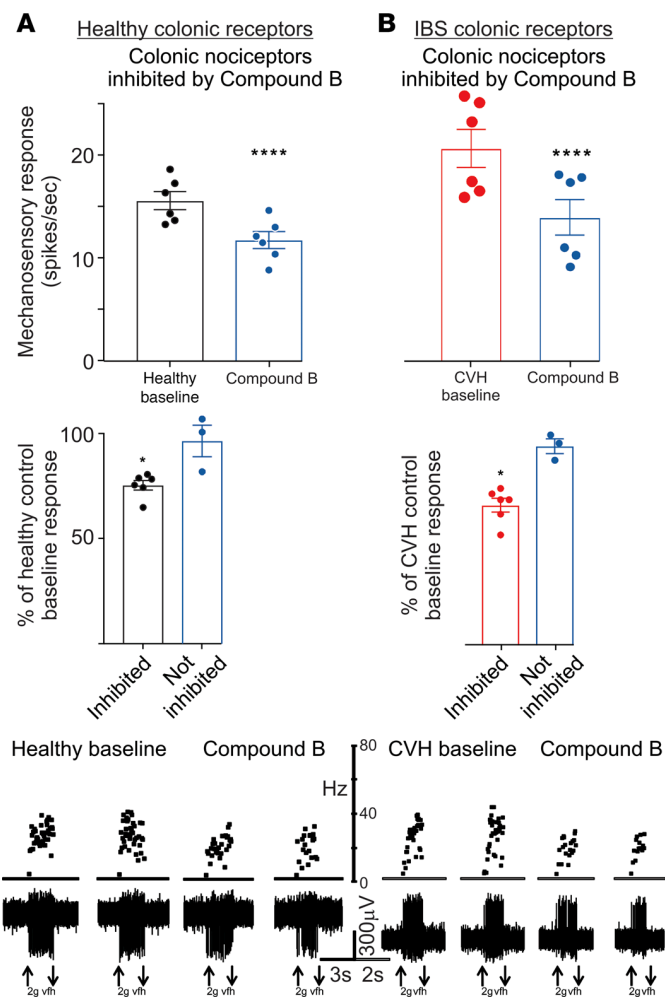 A Healthy colonic receptors
Colonic nociceptors
inhibited by Compound B
Mechanosensory response
(spikes/sec)
20
10
0
****
Healthy
baseline
Compound B
B IBS colonic receptors
Colonic nociceptors
inhibited by Compound B
****
CVH
baseline
Compound B
% of healthy control
baseline response
100
50
*
Inhibited
Not
inhibited
% of CVH control
baseline response
*
Inhibited
Not
inhibited
Healthy baseline
Compound B
80
Hz
40
0
CVH baseline
Compound B
300µV
3s 2s
2g vfh
2g vfh
2g vfh
2g vfh
2g vfh
2g vfh
2g vfh
2g vfh